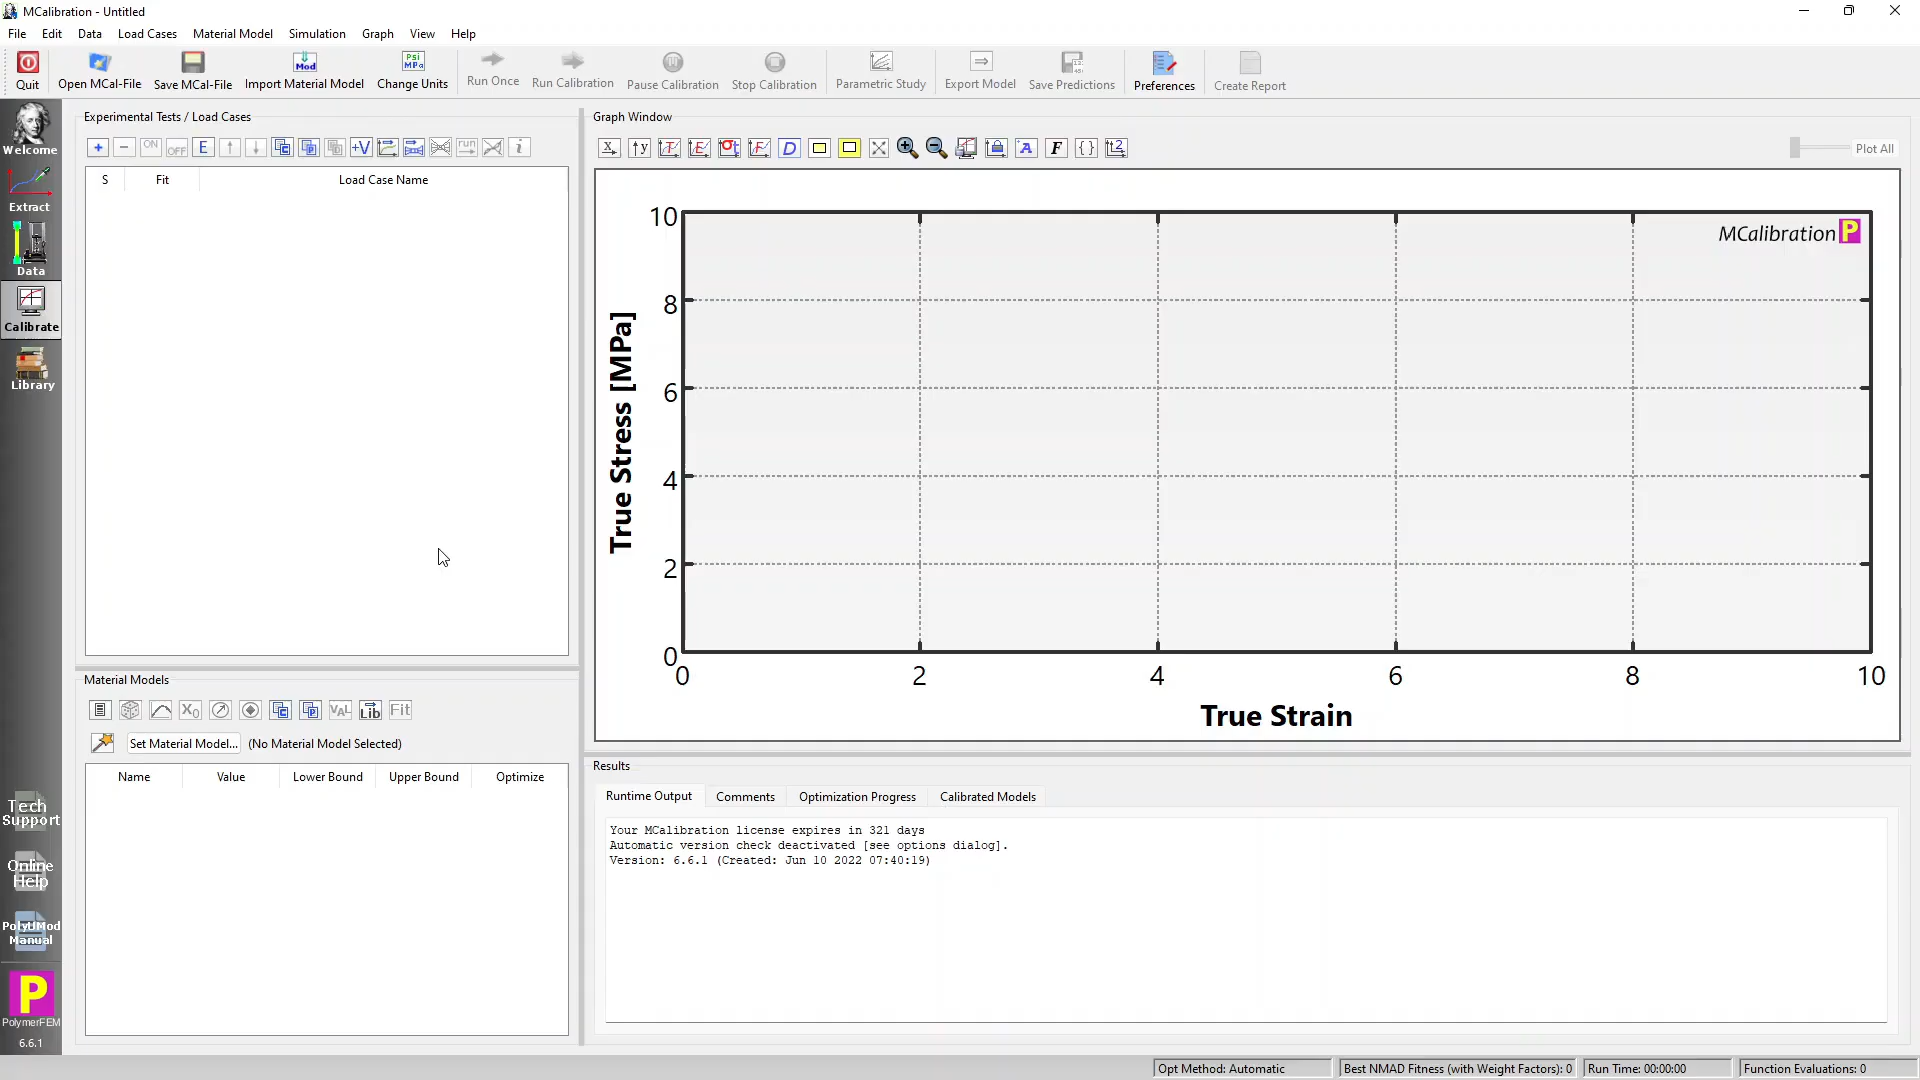 MCalibration - Untitled
File Edit Data Load Cases Material Model Simulation Graph View Help
Quit Open MCal-File Save MCal-File Import Material Model Change Units Run Once Run Calibration Pause Calibration Stop Calibration Parametric Study Export Model Save Predictions Preferences Create Report
Welcome
Extract
Data
Calibrate
Library
Tech Support
Online Help
PolyUMod Manual
P
PolymerFEM
6.6.1
Experimental Tests / Load Cases
+ - ON OFF E +V run i
S Fit Load Case Name
Material Models
X0 VAL Lib Fit
Set Material Model... (No Material Model Selected)
Name Value Lower Bound Upper Bound Optimize
Graph Window
Plot All
MCalibration P
True Stress [MPa]
10
8
6
4
2
0
0 2 4 6 8 10
True Strain
Results
Runtime Output Comments Optimization Progress Calibrated Models
Your MCalibration license expires in 321 days
Automatic version check deactivated [see options dialog].
Version: 6.6.1 (Created: Jun 10 2022 07:40:19)
Opt Method: Automatic Best NMAD Fitness (with Weight Factors): 0 Run Time: 00:00:00 Function Evaluations: 0